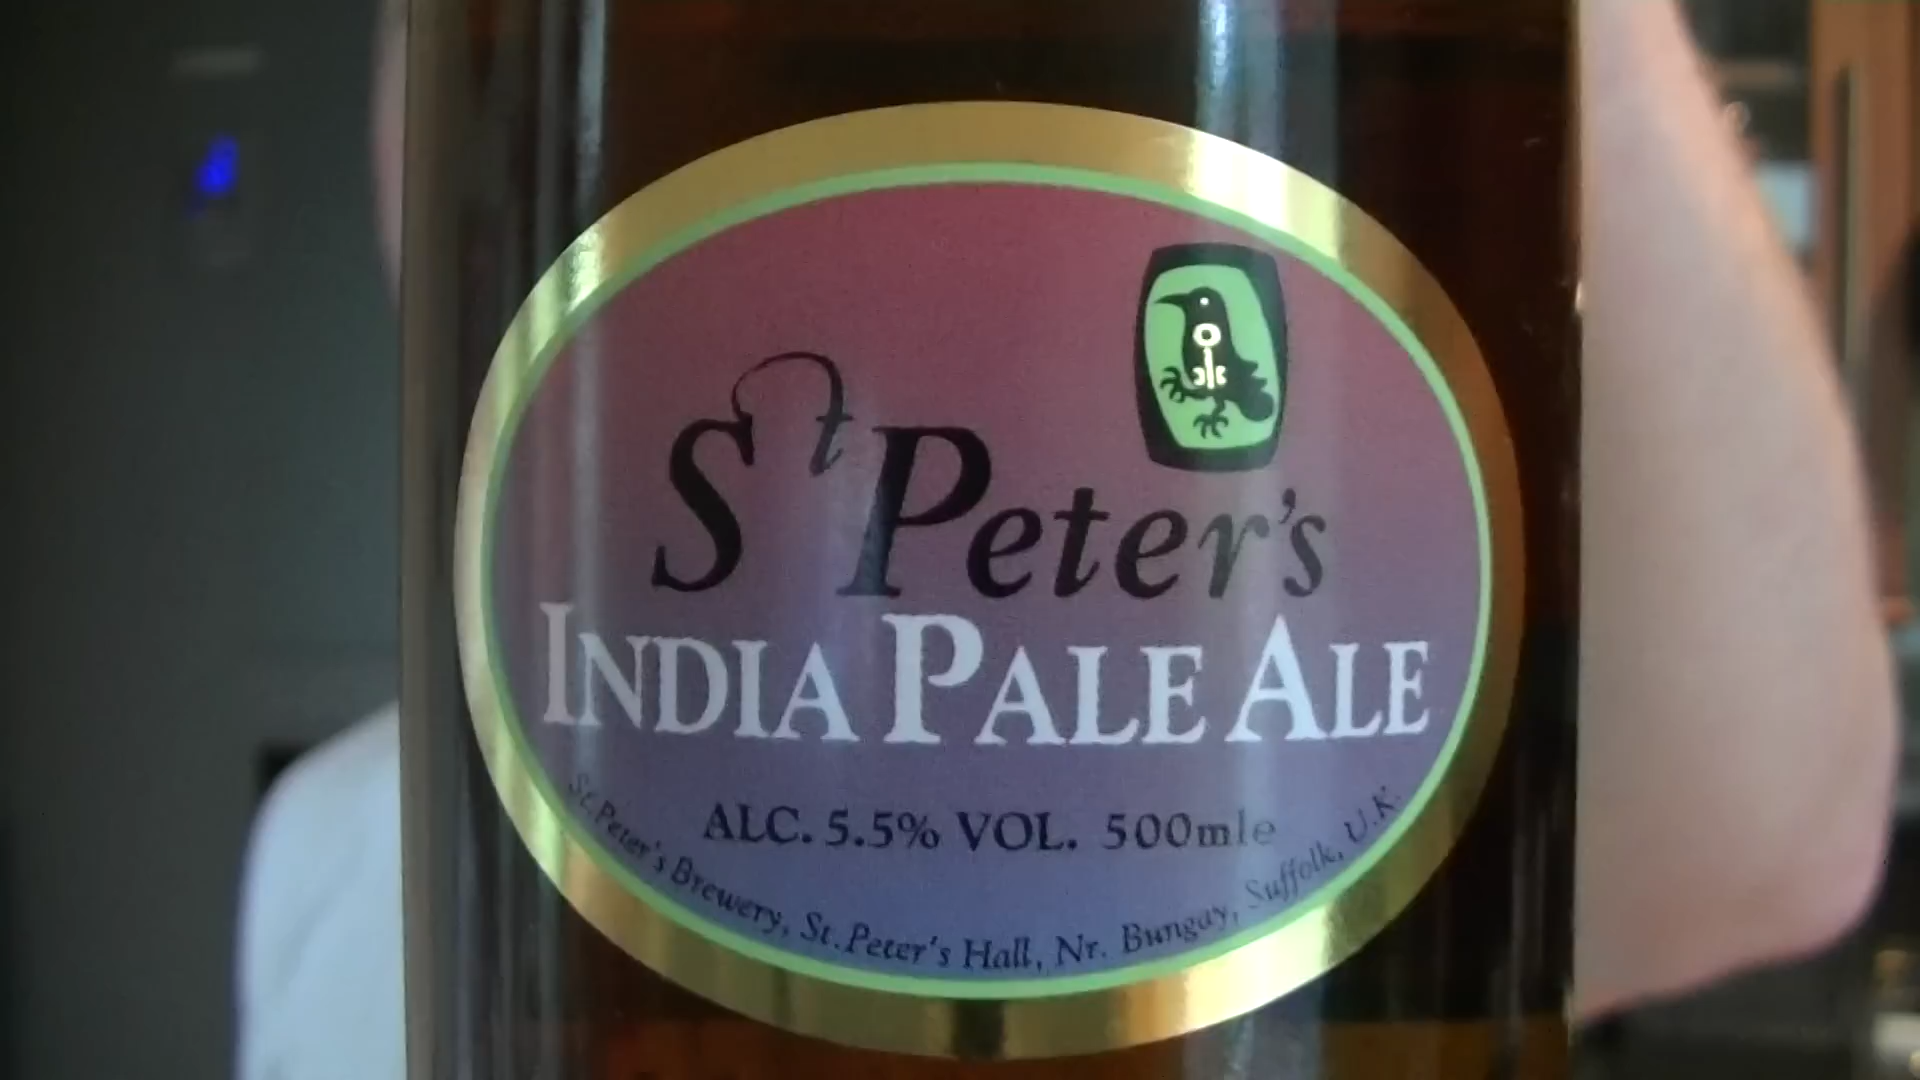 St Peter's
INDIA PALE ALE
ALC. 5.5% VOL. 500mle
St. Peter's Brewery, St. Peter's Hall, Nr. Bungay, Suffolk, U.K.